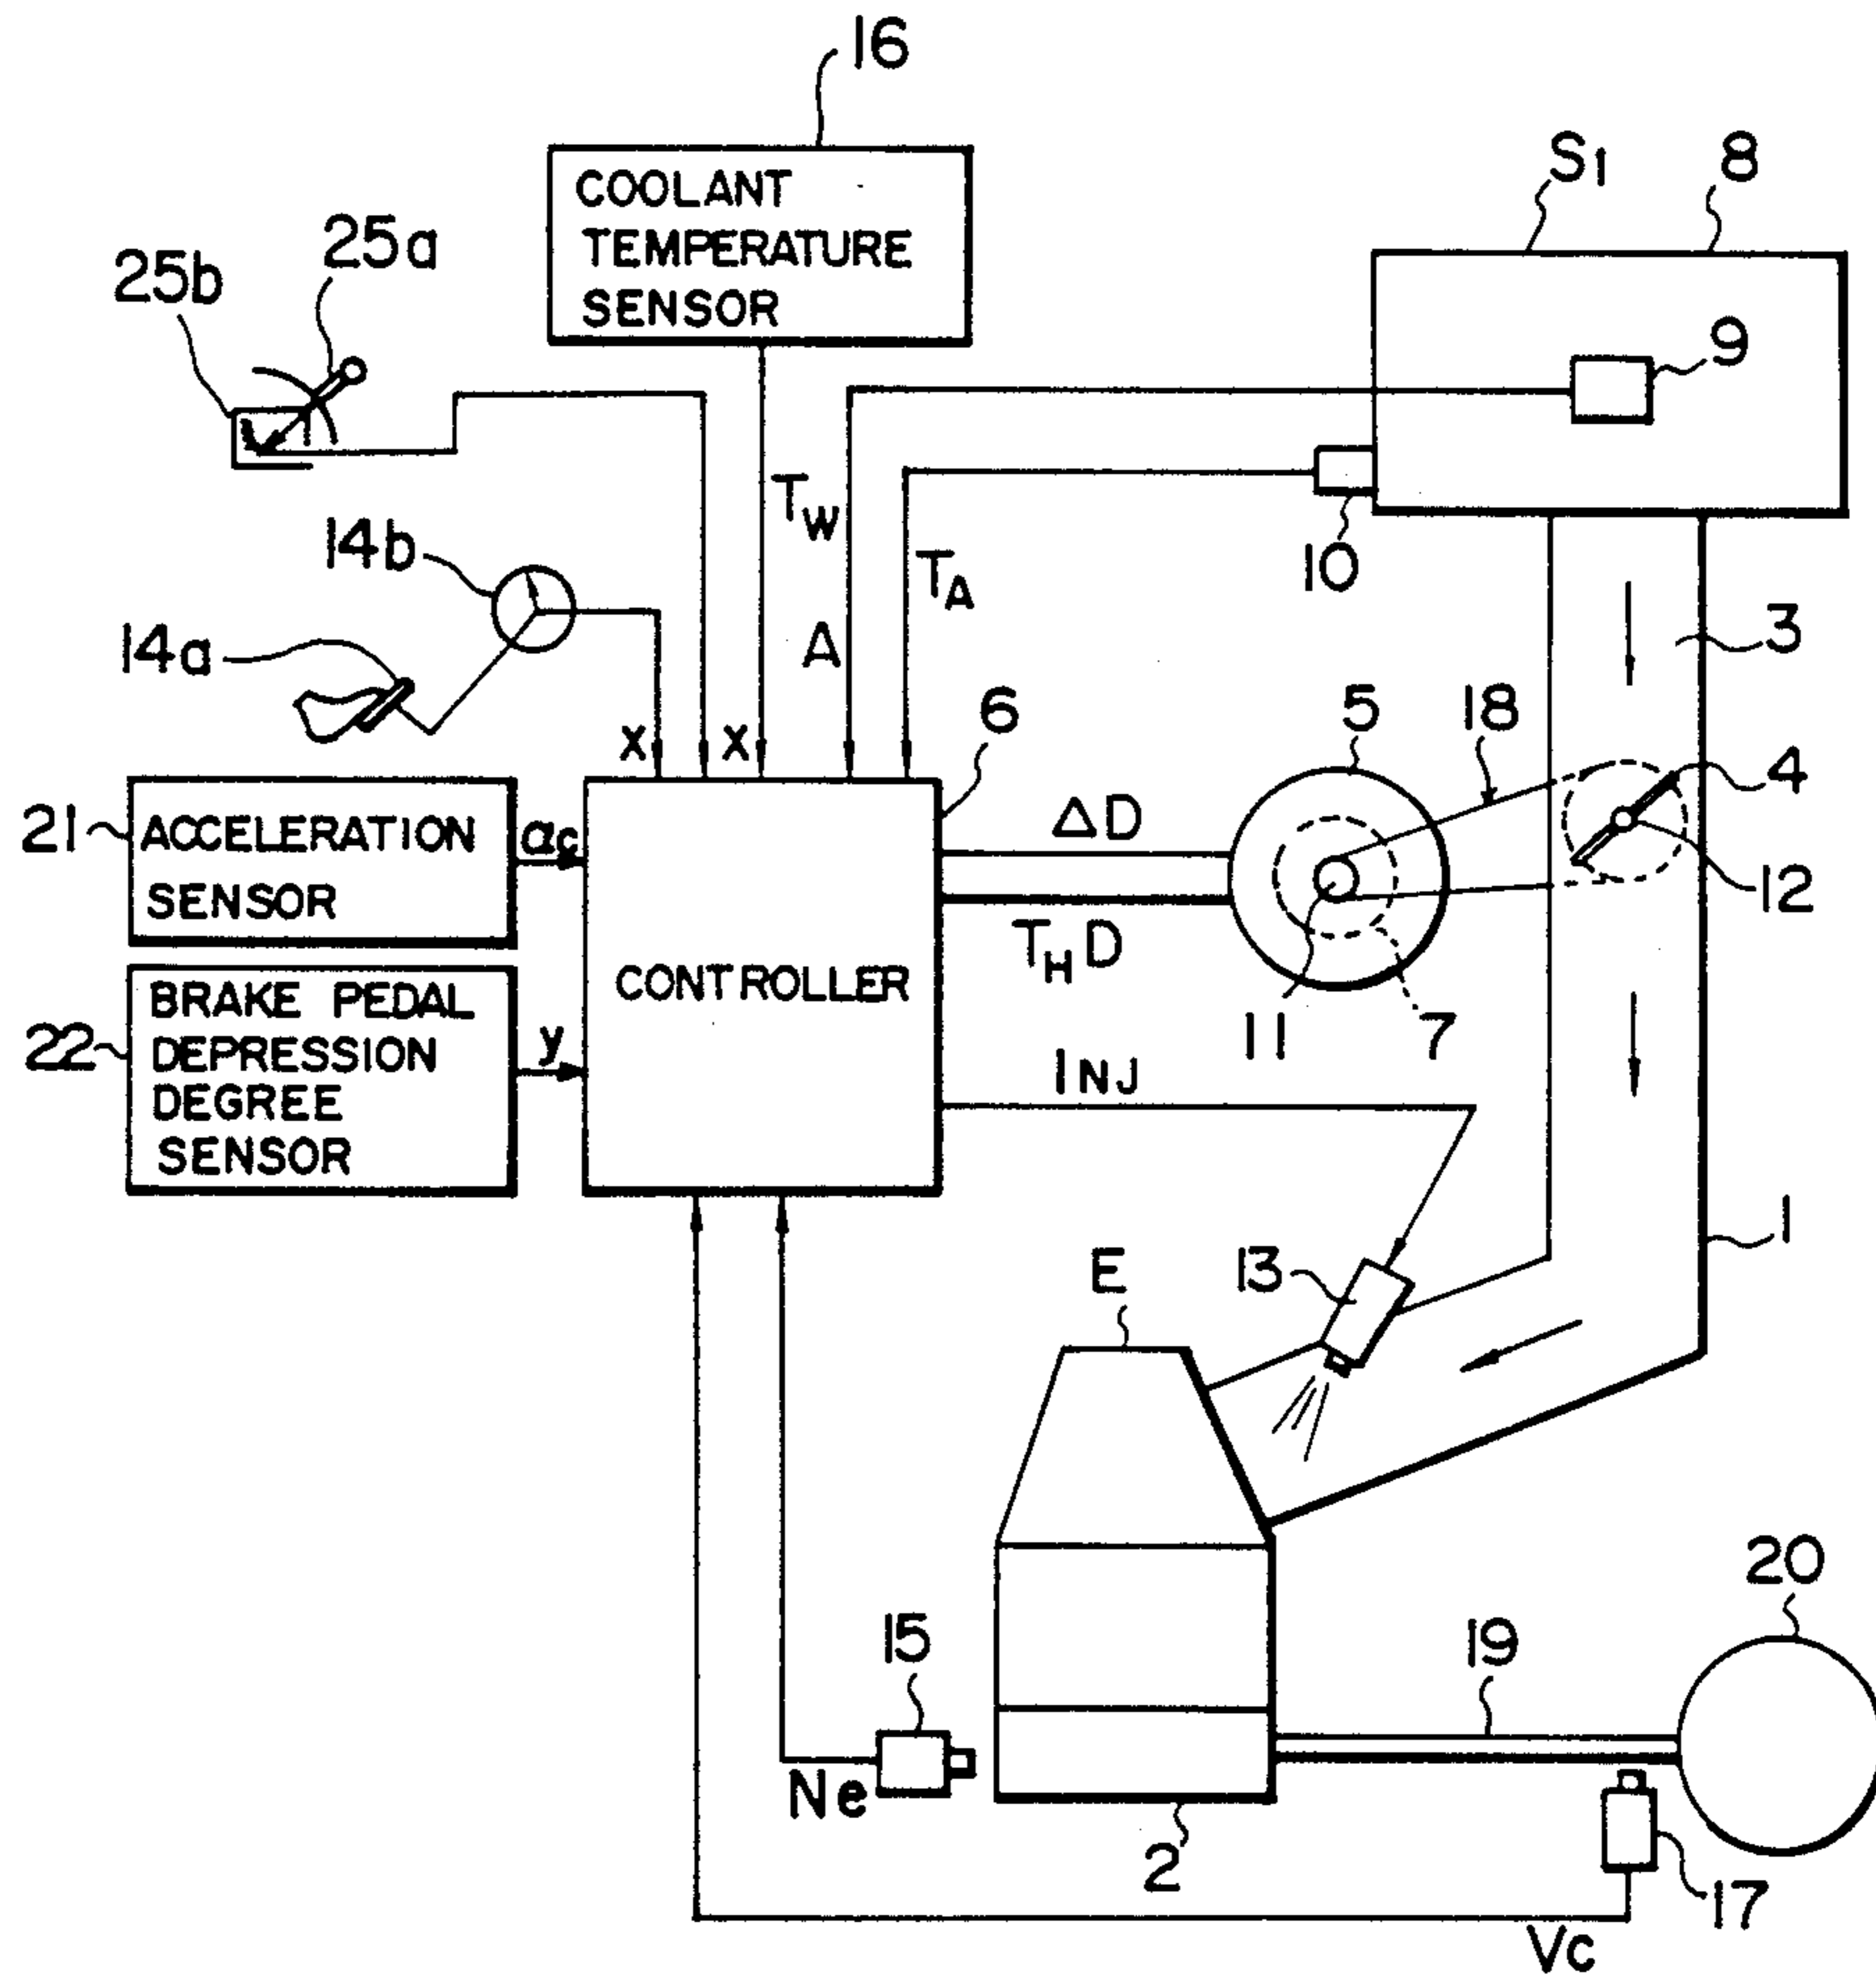 16
COOLANT
TEMPERATURE
SENSOR
S1
8
25a
25b
9
10
TW
TA
A
14b
14a
3
x
x
6
5
18
4
12
21
ACCELERATION
SENSOR
αc
22
BRAKE PEDAL
DEPRESSION
DEGREE
SENSOR
y
CONTROLLER
ΔD
THD
11
7
INJ
1
E
13
15
Ne
2
19
20
17
Vc